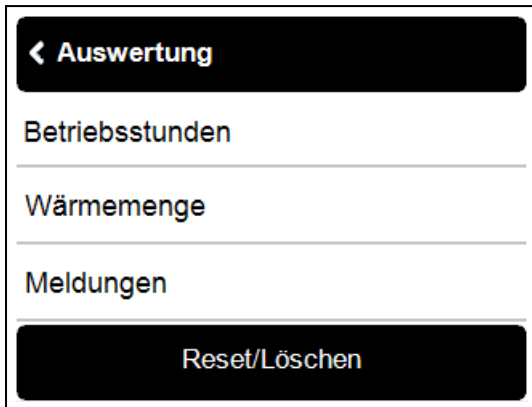 Auswertung
Betriebsstunden
Wärmemenge
Meldungen
Reset/Löschen